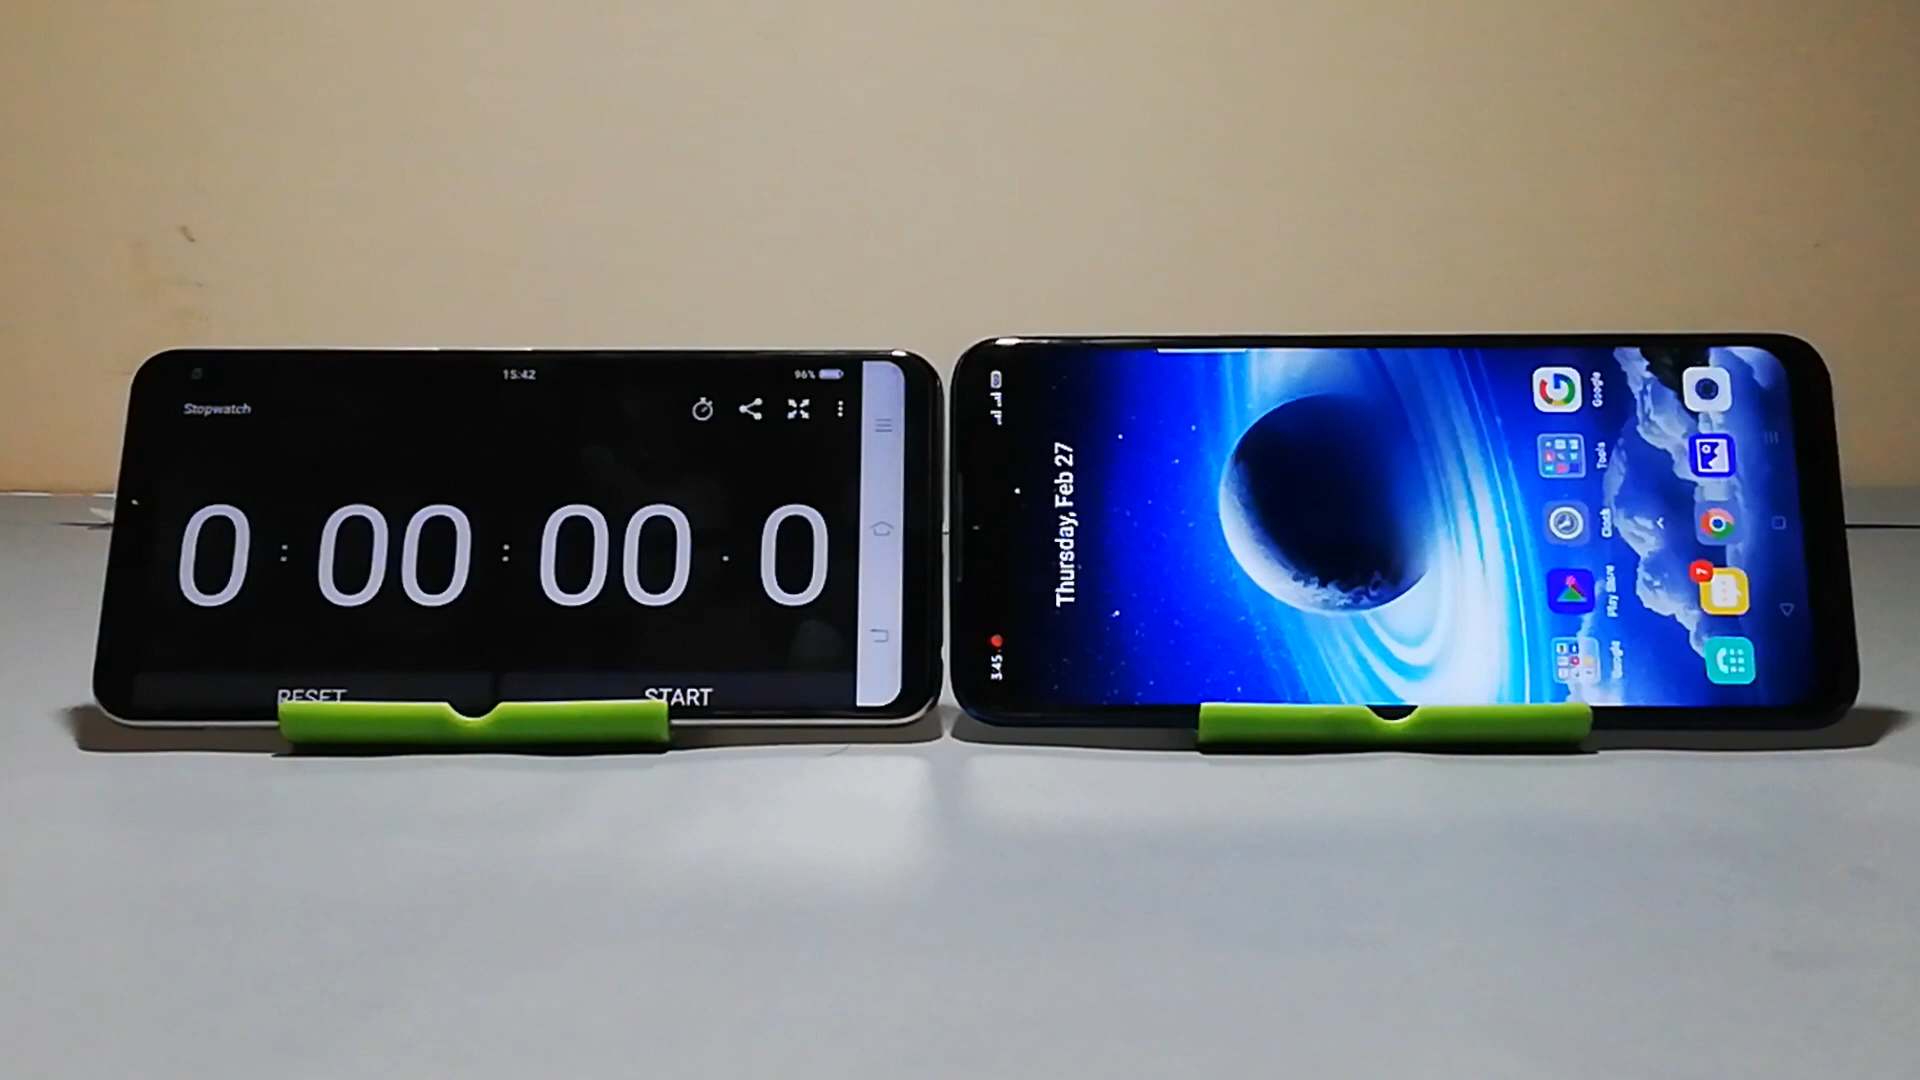 15:42
96%
Stopwatch
0 : 00 : 00 . 0
RESET
START
3:45
Thursday, Feb 27
Google
Play Store
Clock
Tools
Google
7